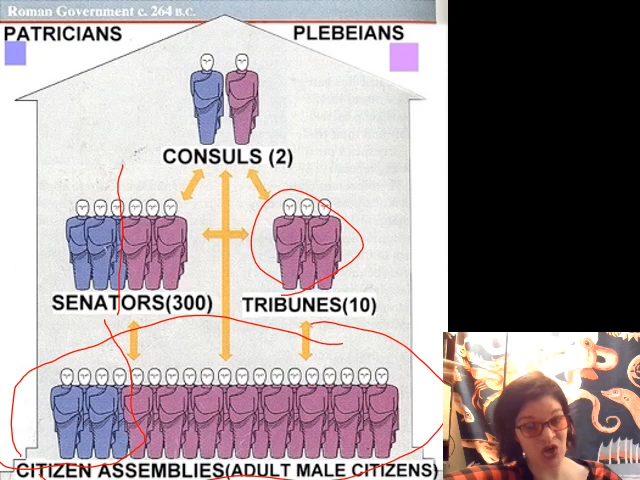 Roman Government c. 264 B.C.
PATRICIANS
PLEBEIANS
CONSULS (2)
SENATORS(300)
TRIBUNES(10)
CITIZEN ASSEMBLIES(ADULT MALE CITIZENS)